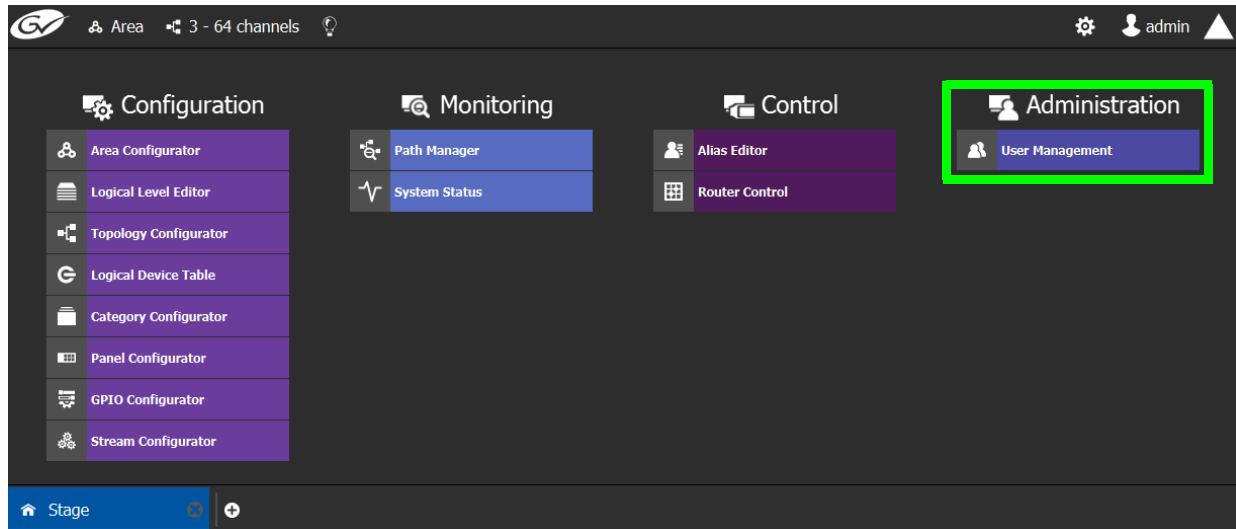 GV Area 3 - 64 channels admin
Configuration
Area Configurator
Logical Level Editor
Topology Configurator
Logical Device Table
Category Configurator
Panel Configurator
GPIO Configurator
Stream Configurator
Monitoring
Path Manager
System Status
Control
Alias Editor
Router Control
Administration
User Management
Stage